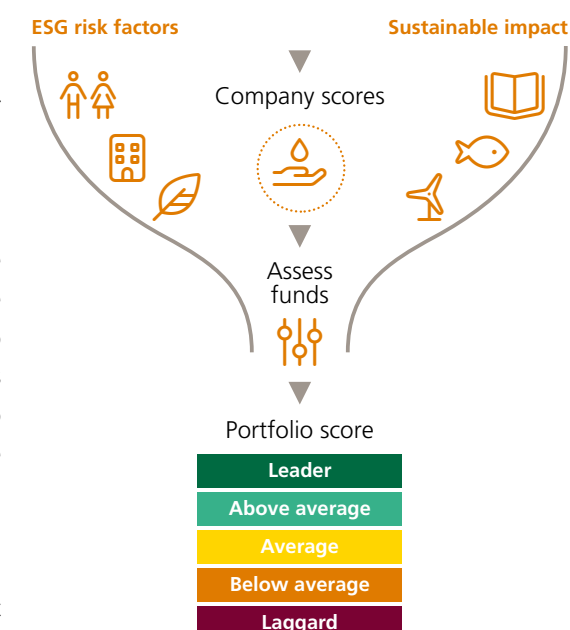 ESG risk factors
Sustainable impact
Company scores
Assess
funds
Portfolio score
Leader
Above average
Average
Below average
Laggard